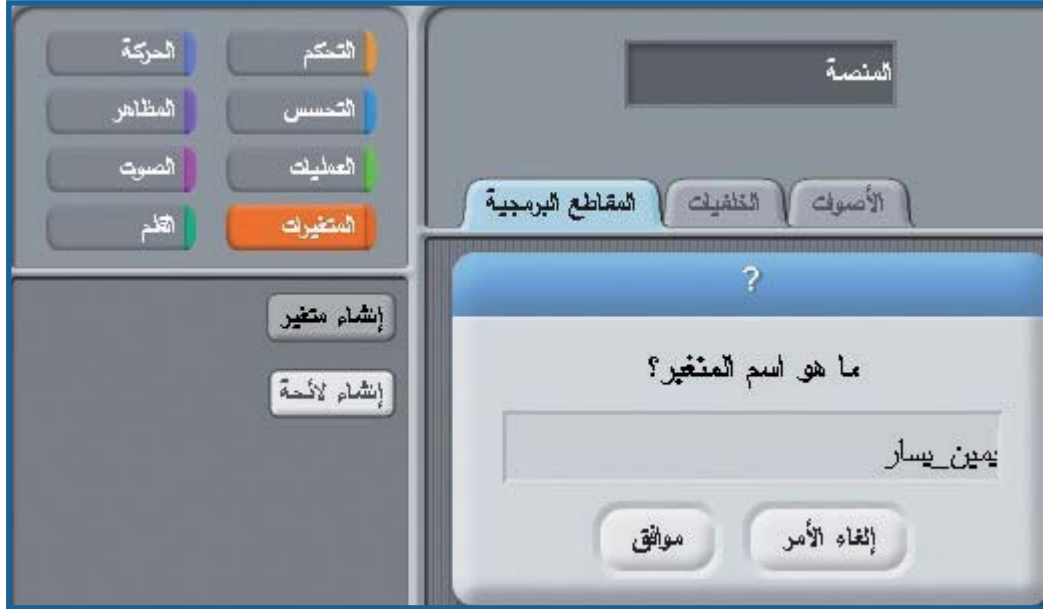 الحركة
التحكم
المظاهر
التحسس
الصوت
العمليات
القلم
المتغيرات
إنشاء متغير
إنشاء لائحة
المنصة
المقاطع البرمجية
الخلفيات
الأصوات
?
ما هو اسم المتغير؟
يمين_يسار
موافق
إلغاء الأمر